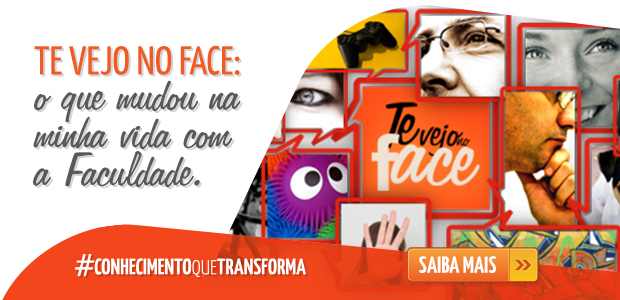 TE VEJO NO FACE:
o que mudou na
minha vida com
a Faculdade.
Te vejo no
face
#CONHECIMENTOQUETRANSFORMA
SAIBA MAIS »